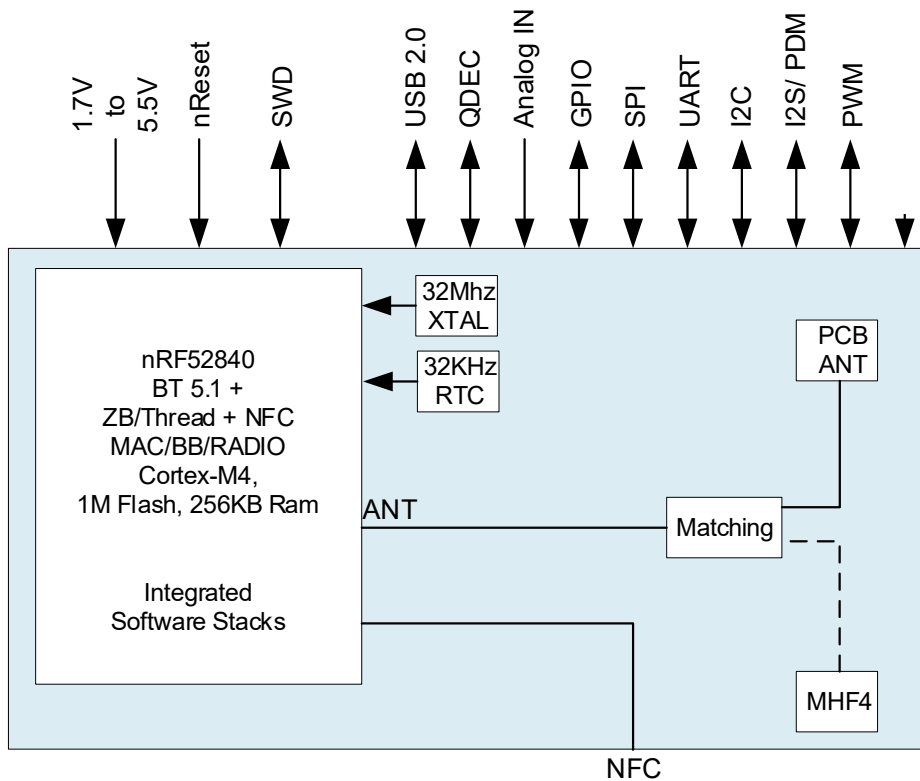 1.7V
to
5.5V
nReset
SWD
USB 2.0
QDEC
Analog IN
GPIO
SPI
UART
I2C
I2S/ PDM
PWM
32Mhz
XTAL
32KHz
RTC
PCB
ANT
nRF52840
BT 5.1 +
ZB/Thread + NFC
MAC/BB/RADIO
Cortex-M4,
1M Flash, 256KB Ram
Integrated
Software Stacks
ANT
Matching
MHF4
NFC